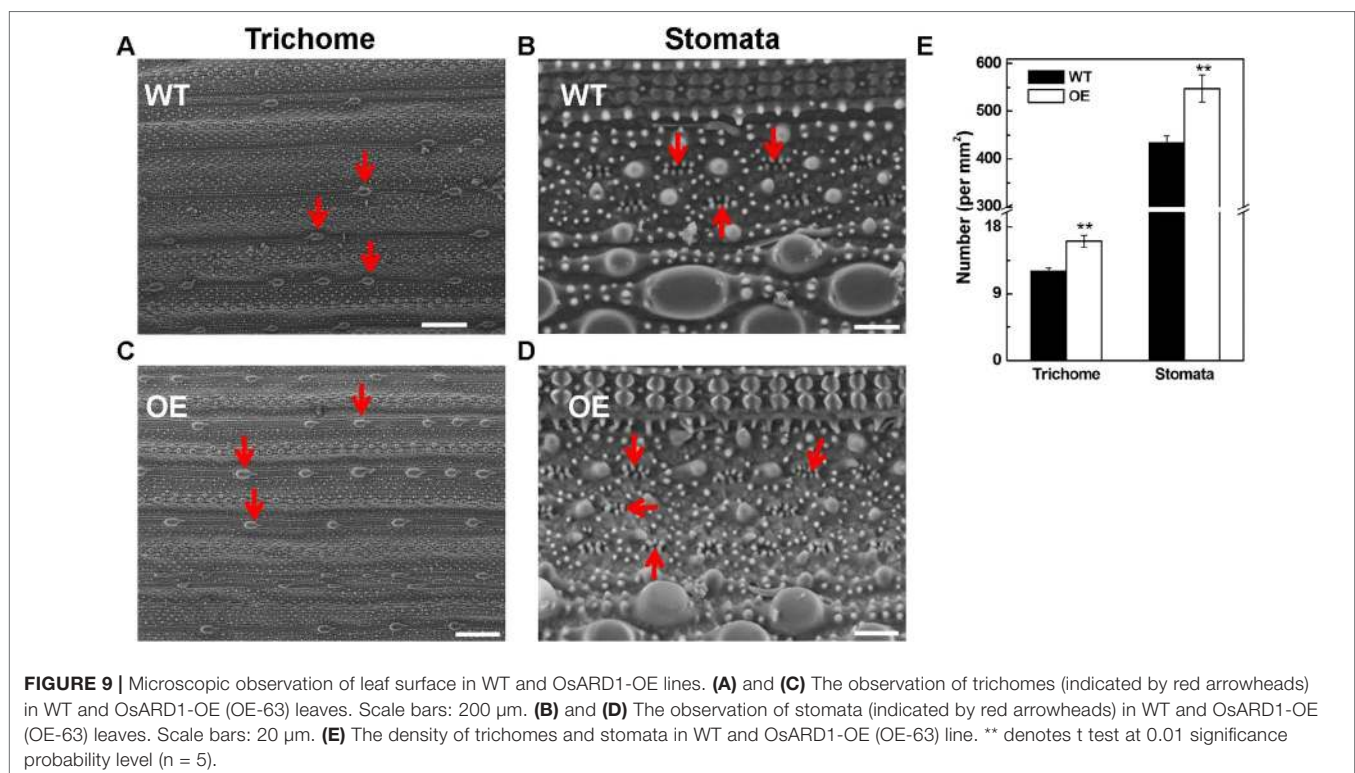 A Trichome B Stomata E
WT
WT
C D
OE
OE
600
500
400
300
18
9
0
Number (per mm²)
WT
OE
**
**
Trichome Stomata
FIGURE 9 | Microscopic observation of leaf surface in WT and OsARD1-OE lines. (A) and (C) The observation of trichomes (indicated by red arrowheads)
in WT and OsARD1-OE (OE-63) leaves. Scale bars: 200 µm. (B) and (D) The observation of stomata (indicated by red arrowheads) in WT and OsARD1-OE
(OE-63) leaves. Scale bars: 20 µm. (E) The density of trichomes and stomata in WT and OsARD1-OE (OE-63) line. ** denotes t test at 0.01 significance
probability level (n = 5).